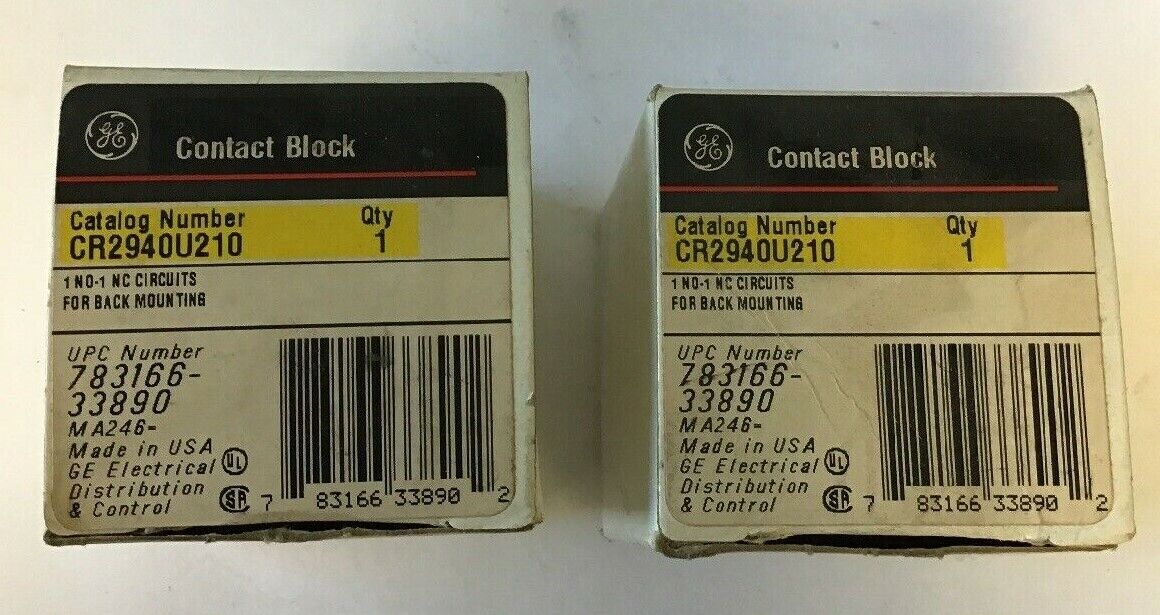 GE Contact Block
Catalog Number Qty
CR2940U210 1
1 NO-1 NC CIRCUITS
FOR BACK MOUNTING
UPC Number
783166-
33890
MA246-
Made in USA
GE Electrical UL
Distribution
& Control SA
7 83166 33890 2
GE Contact Block
Catalog Number Qty
CR2940U210 1
1 NO-1 NC CIRCUITS
FOR BACK MOUNTING
UPC Number
783166-
33890
MA246-
Made in USA
GE Electrical UL
Distribution
& Control SA
7 83166 33890 2